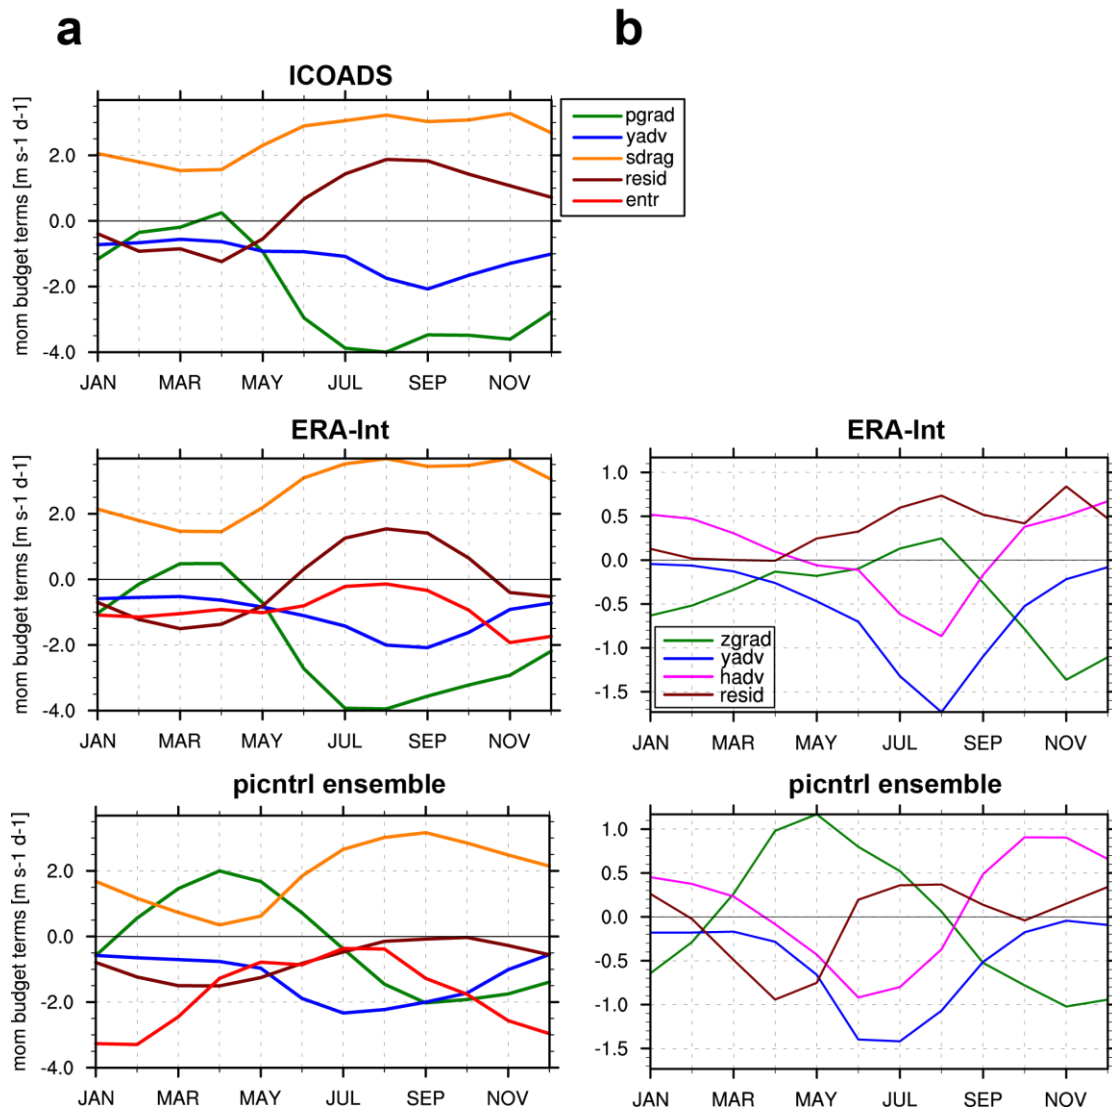 a
b
ICOADS
mom budget terms [m s-1 d-1]
2.0
0.0
-2.0
-4.0
JAN MAR MAY JUL SEP NOV
pgrad
yadv
sdrag
resid
entr
ERA-Int
mom budget terms [m s-1 d-1]
2.0
0.0
-2.0
-4.0
JAN MAR MAY JUL SEP NOV
ERA-Int
1.0
0.5
0.0
-0.5
-1.0
-1.5
zgrad
yadv
hadv
resid
JAN MAR MAY JUL SEP NOV
picntrl ensemble
mom budget terms [m s-1 d-1]
2.0
0.0
-2.0
-4.0
JAN MAR MAY JUL SEP NOV
picntrl ensemble
1.0
0.5
0.0
-0.5
-1.0
-1.5
JAN MAR MAY JUL SEP NOV